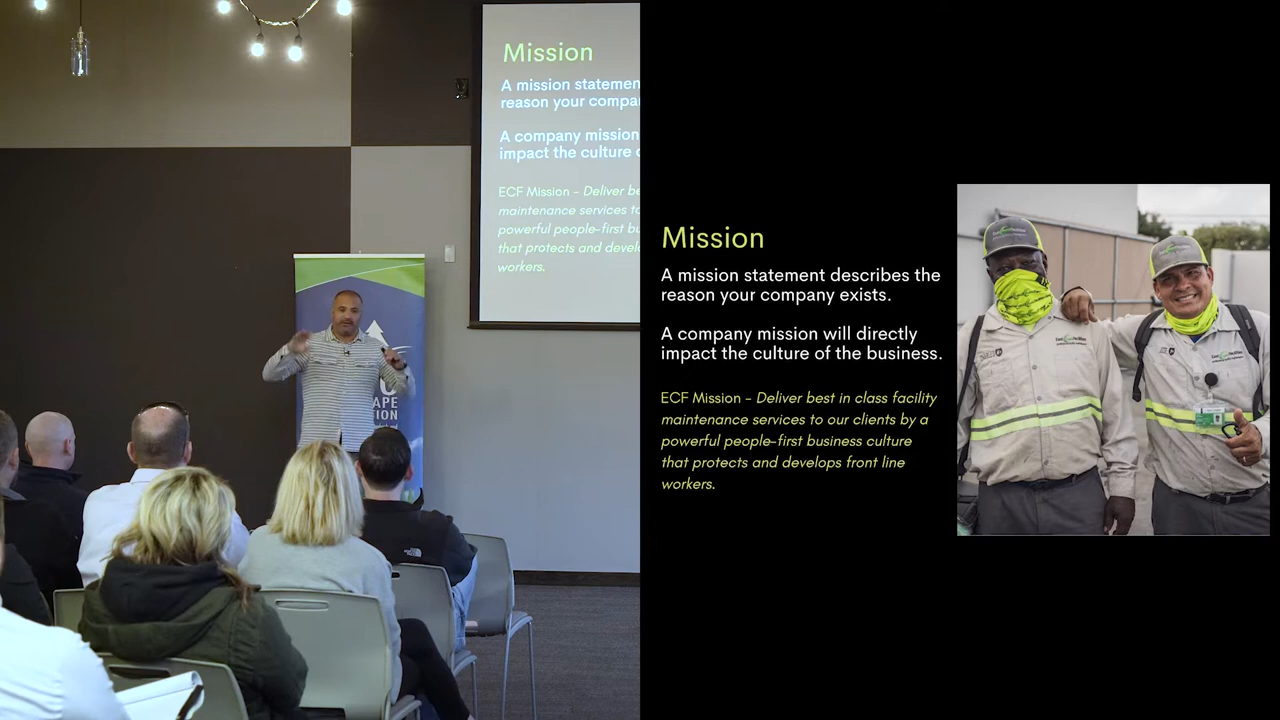 Mission
A mission statemen
reason your compa
A company mission
impact the culture o
ECF Mission - Deliver be
maintenance services to
powerful people-first bu
that protects and develo
workers.
APE
TION
Mission
A mission statement describes the
reason your company exists.
A company mission will directly
impact the culture of the business.
ECF Mission - Deliver best in class facility
maintenance services to our clients by a
powerful people-first business culture
that protects and develops front line
workers.